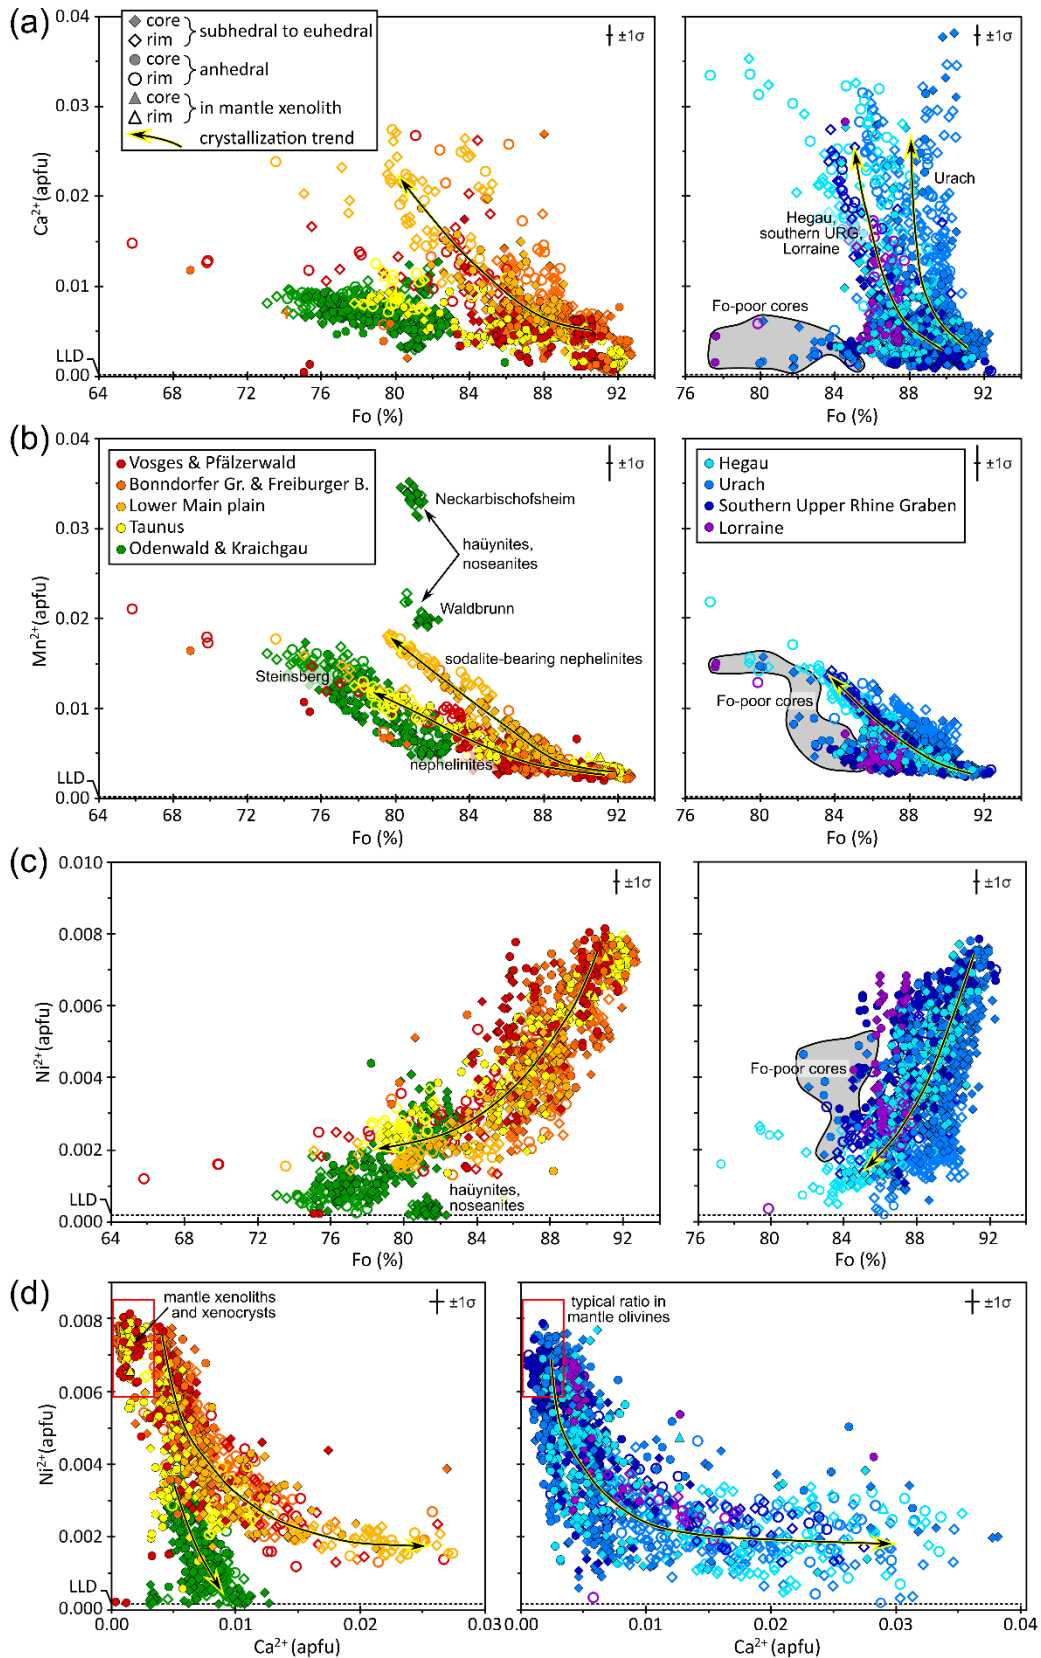 (a)
0.04
0.03
0.02
0.01
LLD
0.00
Ca2+(apfu)
core
rim
subhedral to euhedral
core
rim
anhedral
core
rim
in mantle xenolith
crystallization trend
±1σ
64 68 72 76 80 84 88 92
Fo (%)
±1σ
Urach
Hegau,
southern URG,
Lorraine
Fo-poor cores
76 80 84 88 92
Fo (%)
(b)
0.04
0.03
0.02
0.01
LLD
0.00
Mn2+(apfu)
Vosges & Pfälzerwald
Bonndorfer Gr. & Freiburger B.
Lower Main plain
Taunus
Odenwald & Kraichgau
±1σ
Neckarbischofsheim
haüynites,
noseanites
Waldbrunn
sodalite-bearing nephelinites
Steinsberg
nephelinites
64 68 72 76 80 84 88 92
Fo (%)
±1σ
Hegau
Urach
Southern Upper Rhine Graben
Lorraine
Fo-poor cores
76 80 84 88 92
Fo (%)
(c)
0.010
0.008
0.006
0.004
0.002
LLD
0.000
Ni2+(apfu)
±1σ
haüynites,
noseanites
64 68 72 76 80 84 88 92
Fo (%)
±1σ
Fo-poor cores
76 80 84 88 92
Fo (%)
(d)
0.008
0.006
0.004
0.002
LLD
0.000
Ni2+(apfu)
mantle xenoliths
and xenocrysts
±1σ
0.00 0.01 0.02 0.03
Ca2+(apfu)
typical ratio in
mantle olivines
±1σ
0.00 0.01 0.02 0.03 0.04
Ca2+(apfu)